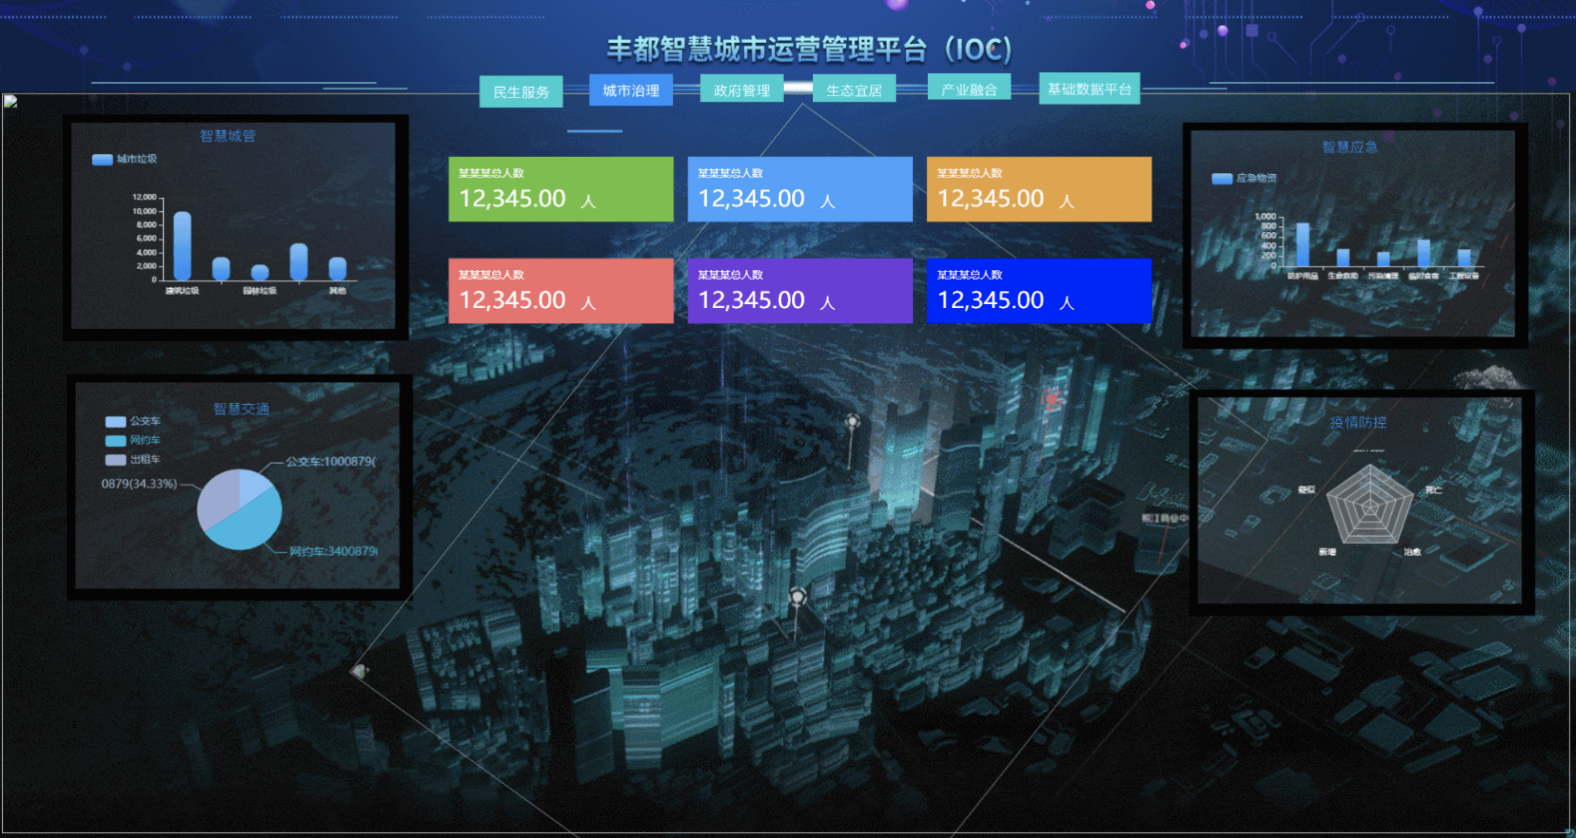 丰都智慧城市运营管理平台（IOC）
民生服务
城市治理
政府管理
生态宜居
产业融合
基础数据平台
智慧城管
城市垃圾
12,000
10,000
8,000
6,000
4,000
2,000
0
建筑垃圾
园林垃圾
其他
某某某总人数
12,345.00 人
某某某总人数
12,345.00 人
某某某总人数
12,345.00 人
某某某总人数
12,345.00 人
某某某总人数
12,345.00 人
某某某总人数
12,345.00 人
智慧应急
应急物资
1,000
800
600
400
200
0
防护用品
生命救助
污染清理
临时食宿
工程设备
智慧交通
公交车
网约车
出租车
公交车:1000879(
0879(34.33%)
网约车:3400879(
疫情防控
疑似
死亡
新增
治愈